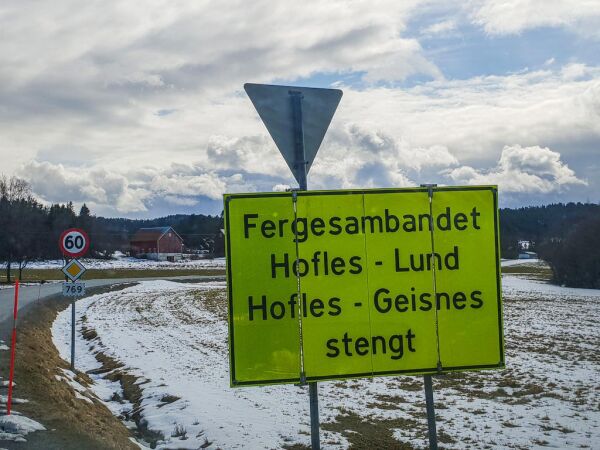 60
769
Fergesambandet
Hofles - Lund
Hofles - Geisnes
stengt